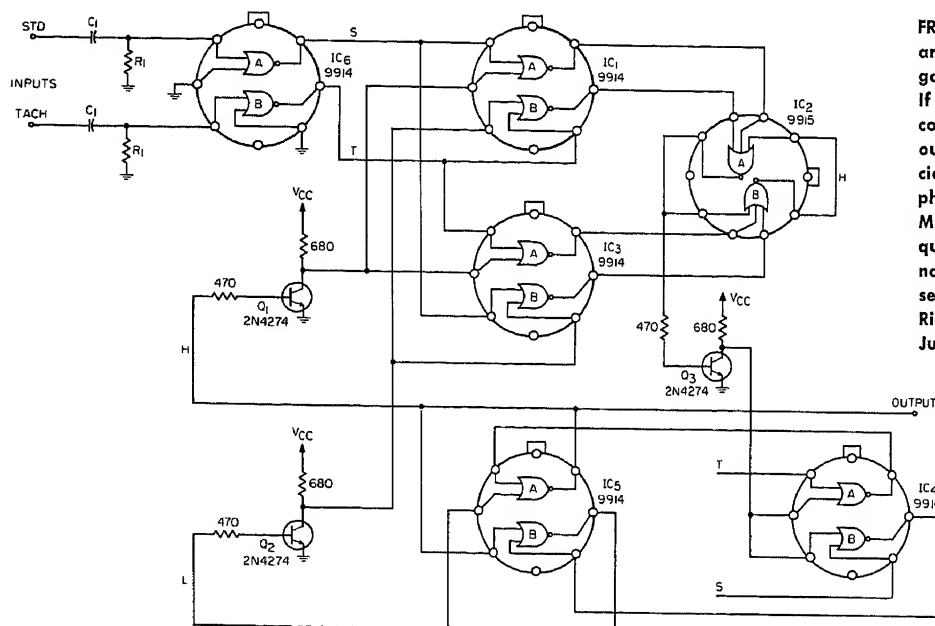 STD
C1
R1
INPUTS
TACH
C1
R1
A
B
IC6
9914
S
T
A
B
IC1
9914
IC2
9915
A
B
H
A
B
IC3
9914
VCC
680
470
Q1
2N4274
H
VCC
680
470
Q2
2N4274
L
470
VCC
680
Q3
2N4274
OUTPUT
A
B
IC5
9914
T
S
A
B
IC4
991
FR
ar
ga
If
co
ou
cie
ph
M
qu
na
se
Ri
Ju